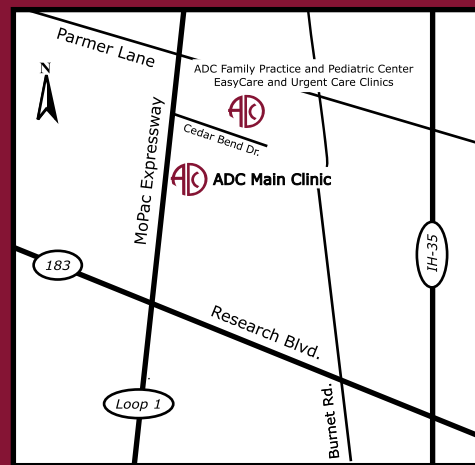 Parmer Lane
N
ADC Family Practice and Pediatric Center
EasyCare and Urgent Care Clinics
ADC
Cedar Bend Dr.
MoPac Expressway
ADC
ADC Main Clinic
183
IH-35
Research Blvd.
Loop 1
Burnet Rd.